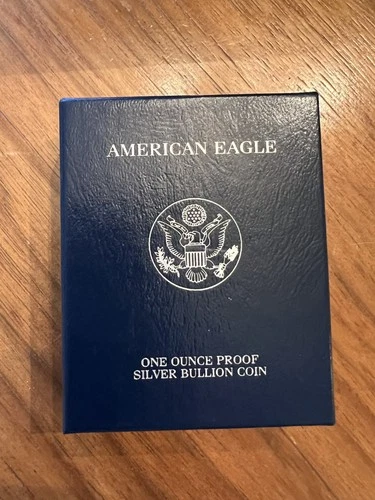 AMERICAN EAGLE
ONE OUNCE PROOF
SILVER BULLION COIN